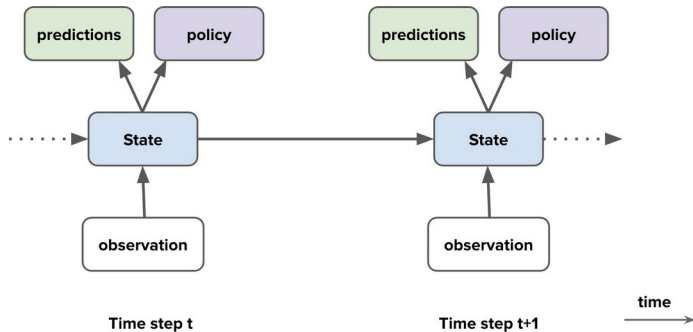 predictions
policy
predictions
policy
State
State
observation
observation
time
Time step t
Time step t+1